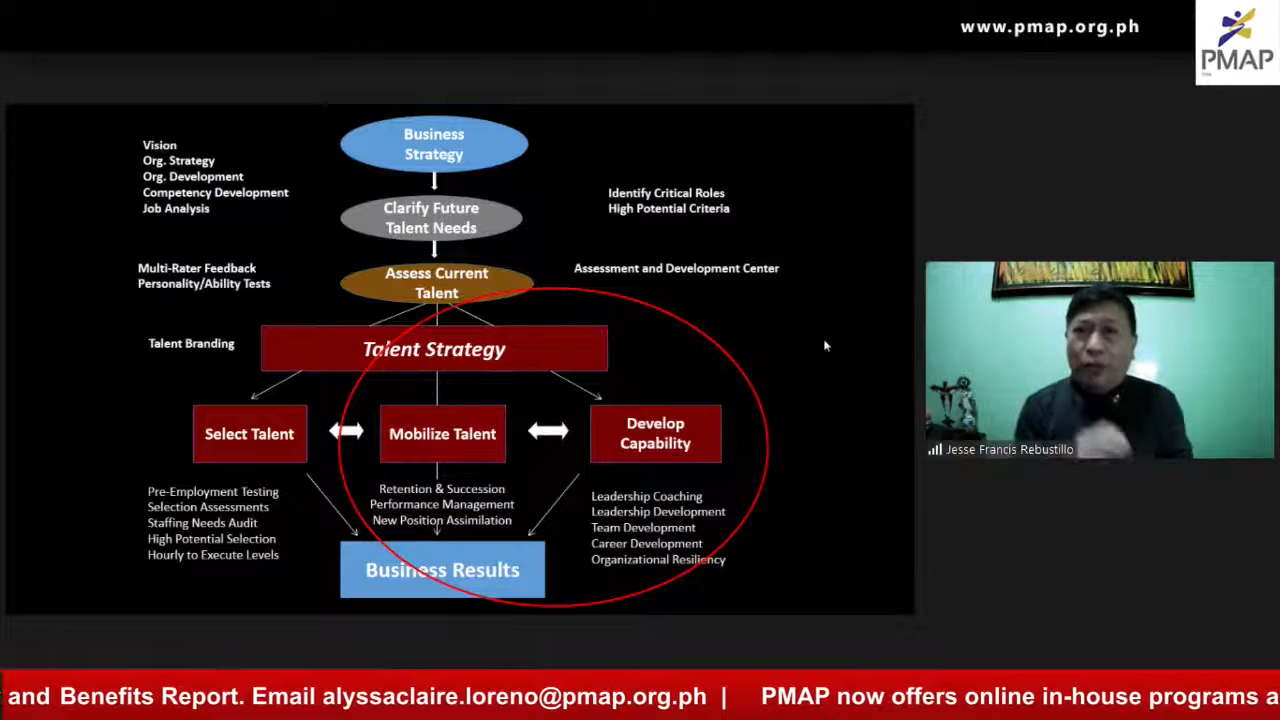 www.pmap.org.ph
PMAP
Business
Strategy
Vision
Org. Strategy
Org. Development
Competency Development
Job Analysis
Clarify Future
Talent Needs
Identify Critical Roles
High Potential Criteria
Multi-Rater Feedback
Personality/Ability Tests
Assess Current
Talent
Assessment and Development Center
Talent Branding
Talent Strategy
Select Talent
Mobilize Talent
Develop
Capability
Pre-Employment Testing
Selection Assessments
Staffing Needs Audit
High Potential Selection
Hourly to Execute Levels
Retention & Succession
Performance Management
New Position Assimilation
Leadership Coaching
Leadership Development
Team Development
Career Development
Organizational Resiliency
Business Results
Jesse Francis Rebustillo
and Benefits Report. Email alyssaclaire.loreno@pmap.org.ph | PMAP now offers online in-house programs a